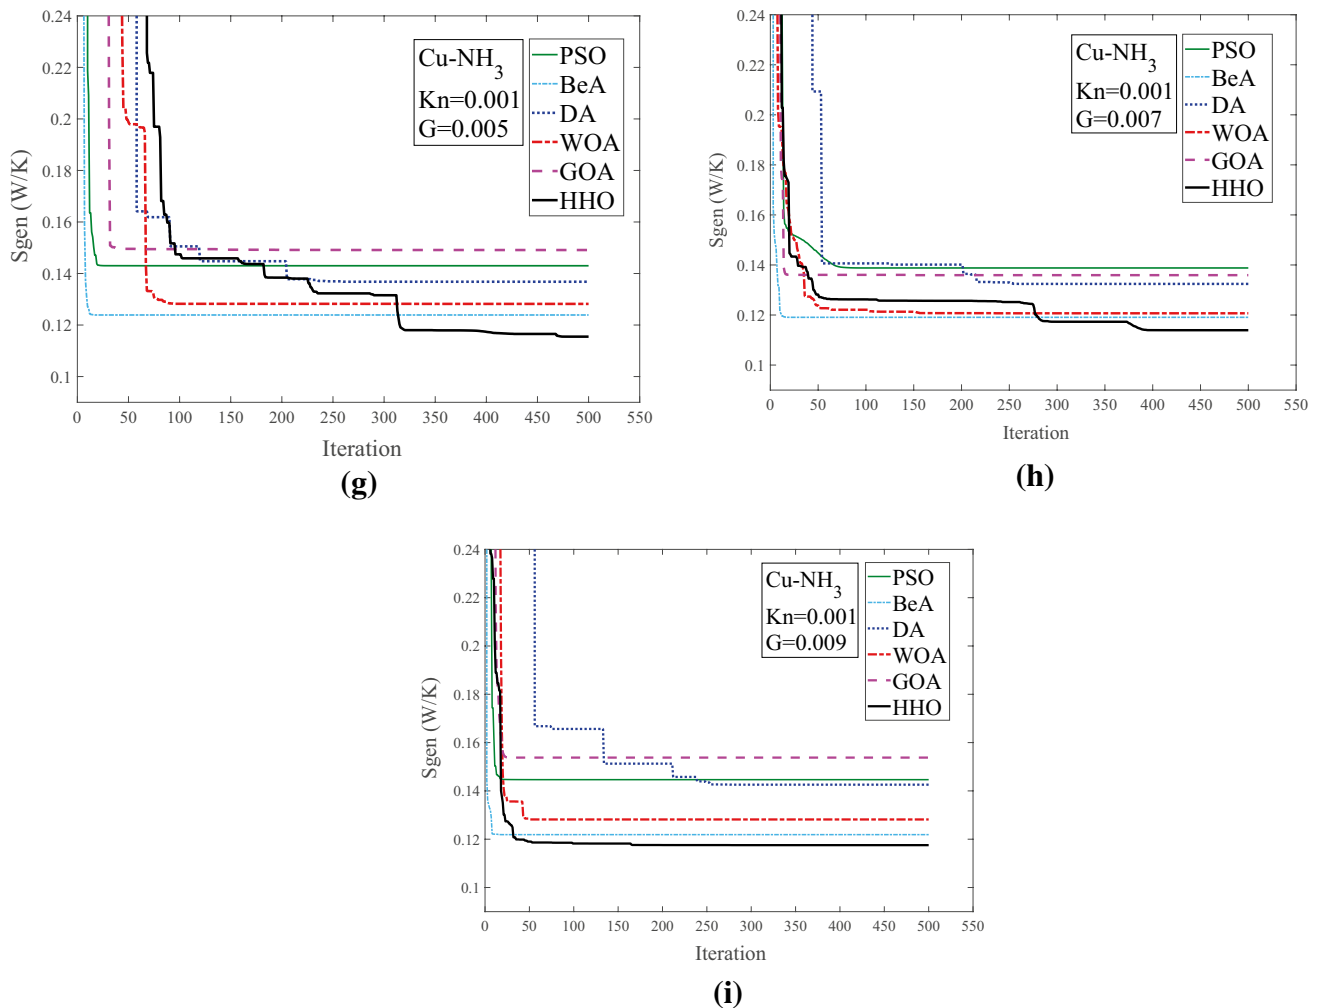 0.24
0.22
0.2
0.18
0.16
0.14
0.12
0.1
Sgen (W/K)
0 50 100 150 200 250 300 350 400 450 500 550
Iteration
Cu-NH3
Kn=0.001
G=0.005
PSO
BeA
DA
WOA
GOA
HHO
(g)
0.24
0.22
0.2
0.18
0.16
0.14
0.12
0.1
Sgen (W/K)
0 50 100 150 200 250 300 350 400 450 500 550
Iteration
Cu-NH3
Kn=0.001
G=0.007
PSO
BeA
DA
WOA
GOA
HHO
(h)
0.24
0.22
0.2
0.18
0.16
0.14
0.12
0.1
Sgen (W/K)
0 50 100 150 200 250 300 350 400 450 500 550
Iteration
Cu-NH3
Kn=0.001
G=0.009
PSO
BeA
DA
WOA
GOA
HHO
(i)